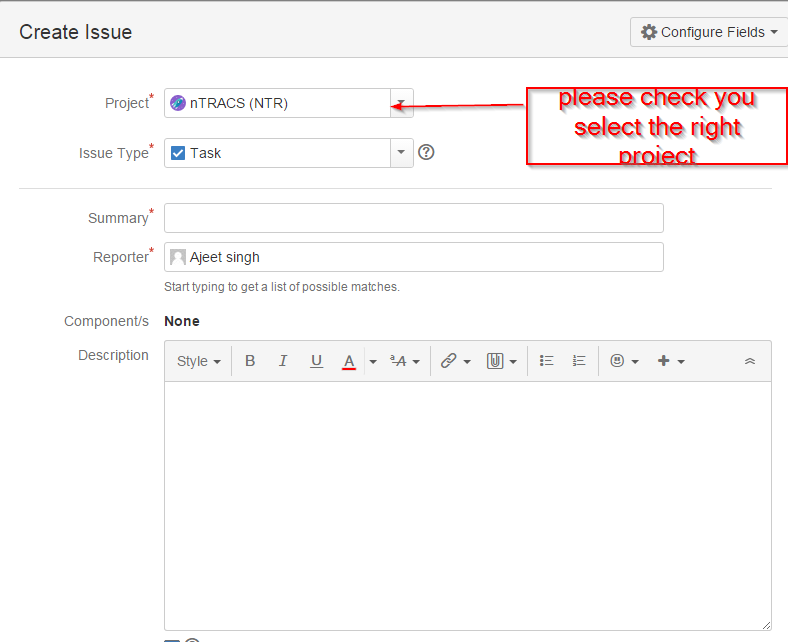 Create Issue
Configure Fields
Project* nTRACS (NTR)
please check you
select the right
project
Issue Type* Task
Summary*
Reporter* Ajeet singh
Start typing to get a list of possible matches.
Component/s None
Description
Style B I U A ªA